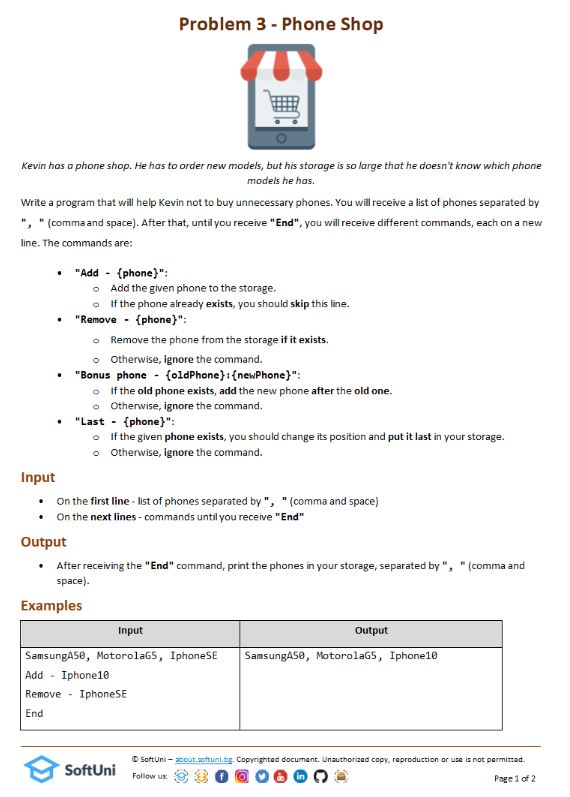 Problem 3 - Phone Shop
Kevin has a phone shop. He has to order new models, but his storage is so large that he doesn't know which phone
models he has.
Write a program that will help Kevin not to buy unnecessary phones. You will receive a list of phones separated by
", " (comma and space). After that, until you receive "End", you will receive different commands, each on a new
line. The commands are:
• "Add - {phone}":
o Add the given phone to the storage.
o If the phone already exists, you should skip this line.
• "Remove - {phone}":
o Remove the phone from the storage if it exists.
o Otherwise, ignore the command.
• "Bonus phone - {oldPhone}:{newPhone}":
o If the old phone exists, add the new phone after the old one.
o Otherwise, ignore the command.
• "Last - {phone}":
o If the given phone exists, you should change its position and put it last in your storage.
o Otherwise, ignore the command.
Input
• On the first line - list of phones separated by ", " (comma and space)
• On the next lines - commands until you receive "End"
Output
• After receiving the "End" command, print the phones in your storage, separated by ", " (comma and
space).
Examples
Input Output
SamsungA50, MotorolaG5, IphoneSE SamsungA50, MotorolaG5, Iphone10
Add - Iphone10
Remove - IphoneSE
End
SoftUni
© SoftUni – about.softuni.bg. Copyrighted document. Unauthorized copy, reproduction or use is not permitted.
Follow us:
Page 1 of 2